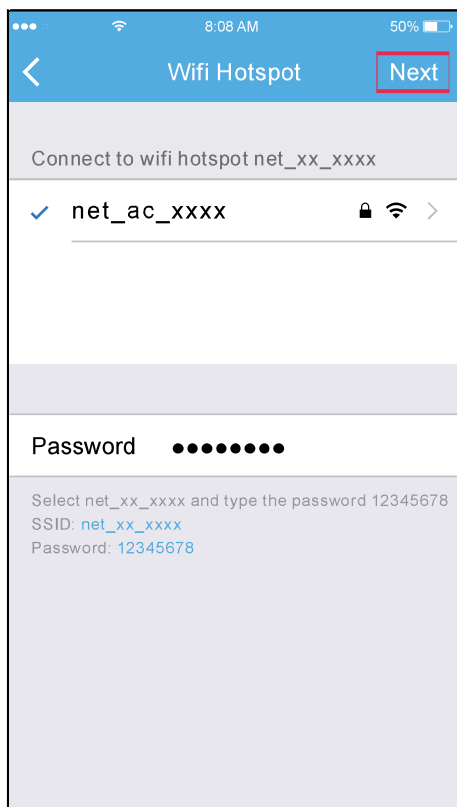 8:08 AM 50%
Wifi Hotspot Next
Connect to wifi hotspot net_xx_xxxx
net_ac_xxxx
Password ●●●●●●●●
Select net_xx_xxxx and type the password 12345678
SSID: net_xx_xxxx
Password: 12345678